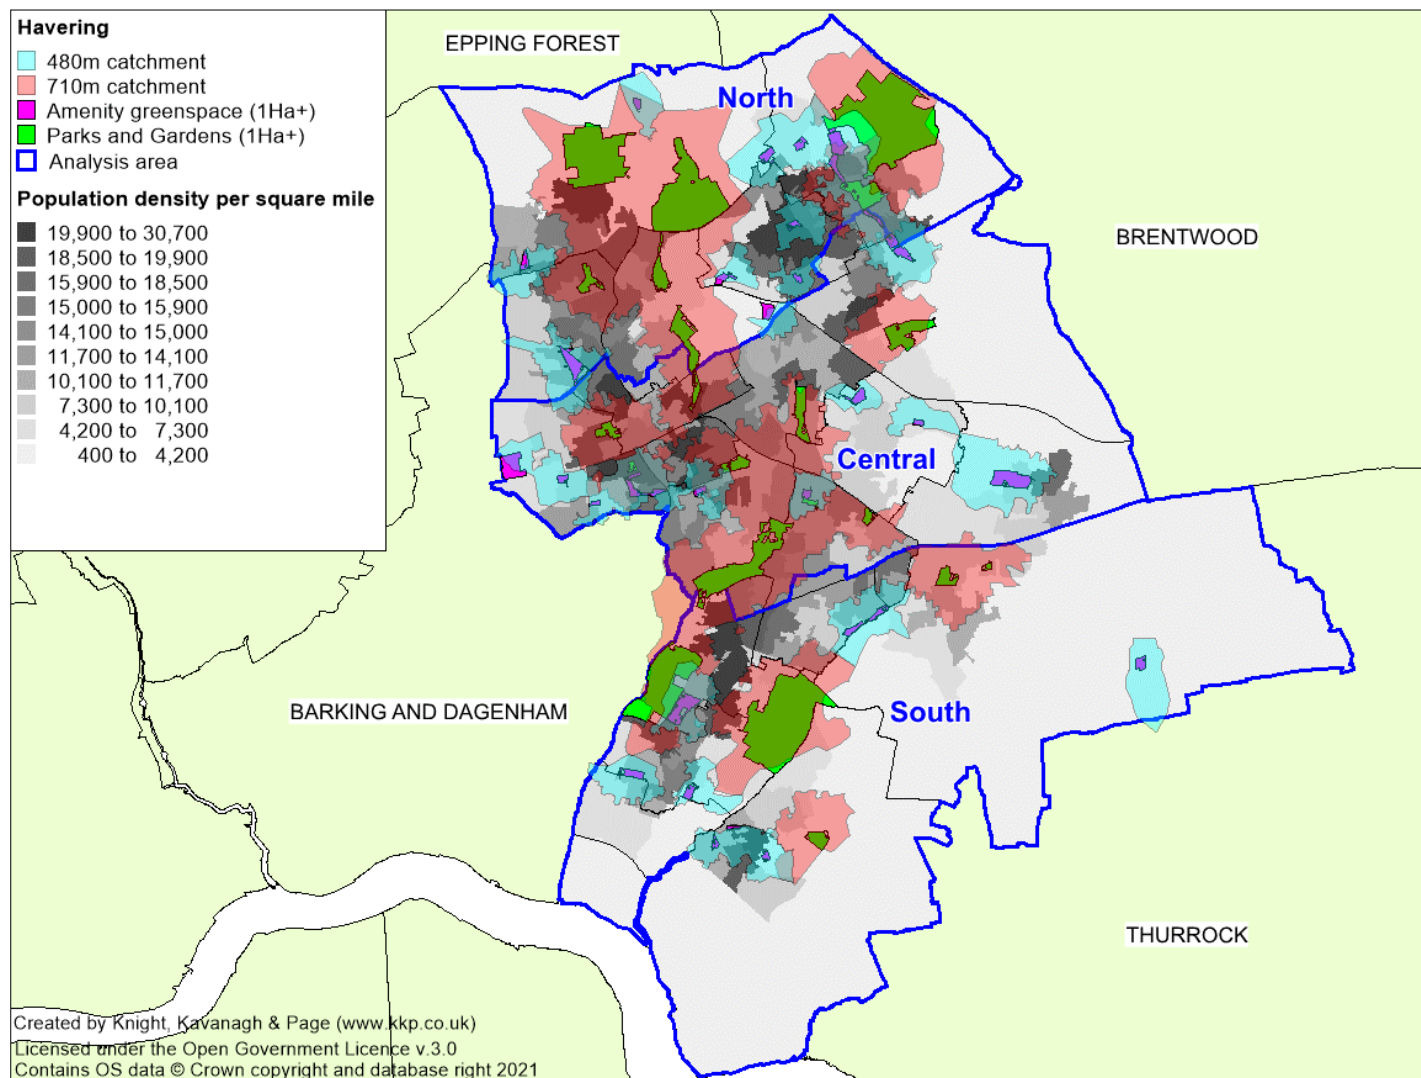 Havering
480m catchment
710m catchment
Amenity greenspace (1Ha+)
Parks and Gardens (1Ha+)
Analysis area
Population density per square mile
19,900 to 30,700
18,500 to 19,900
15,900 to 18,500
15,000 to 15,900
14,100 to 15,000
11,700 to 14,100
10,100 to 11,700
7,300 to 10,100
4,200 to 7,300
400 to 4,200
EPPING FOREST
North
BRENTWOOD
Central
BARKING AND DAGENHAM
South
THURROCK
Created by Knight, Kavanagh & Page (www.kkp.co.uk)
Licensed under the Open Government Licence v.3.0
Contains OS data © Crown copyright and database right 2021